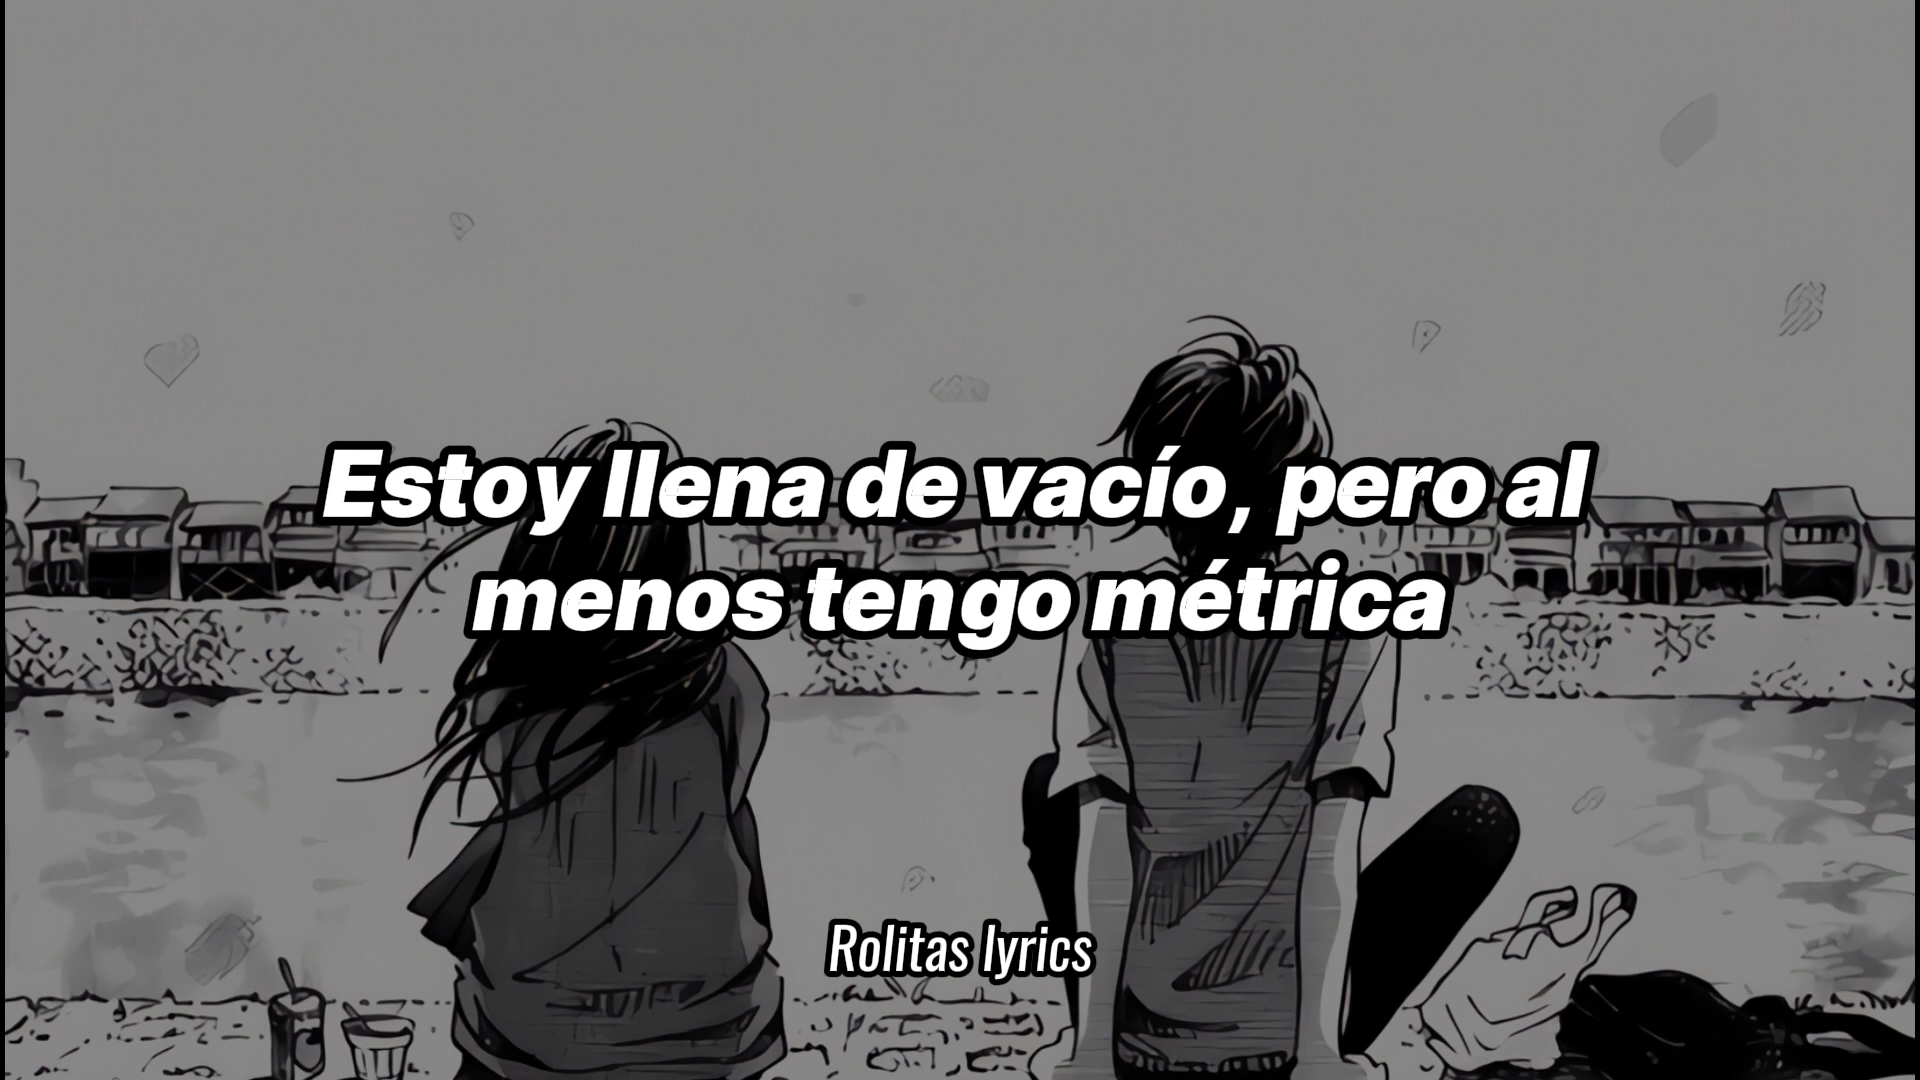 Estoy llena de vacío, pero al
menos tengo métrica
Rolitas lyrics